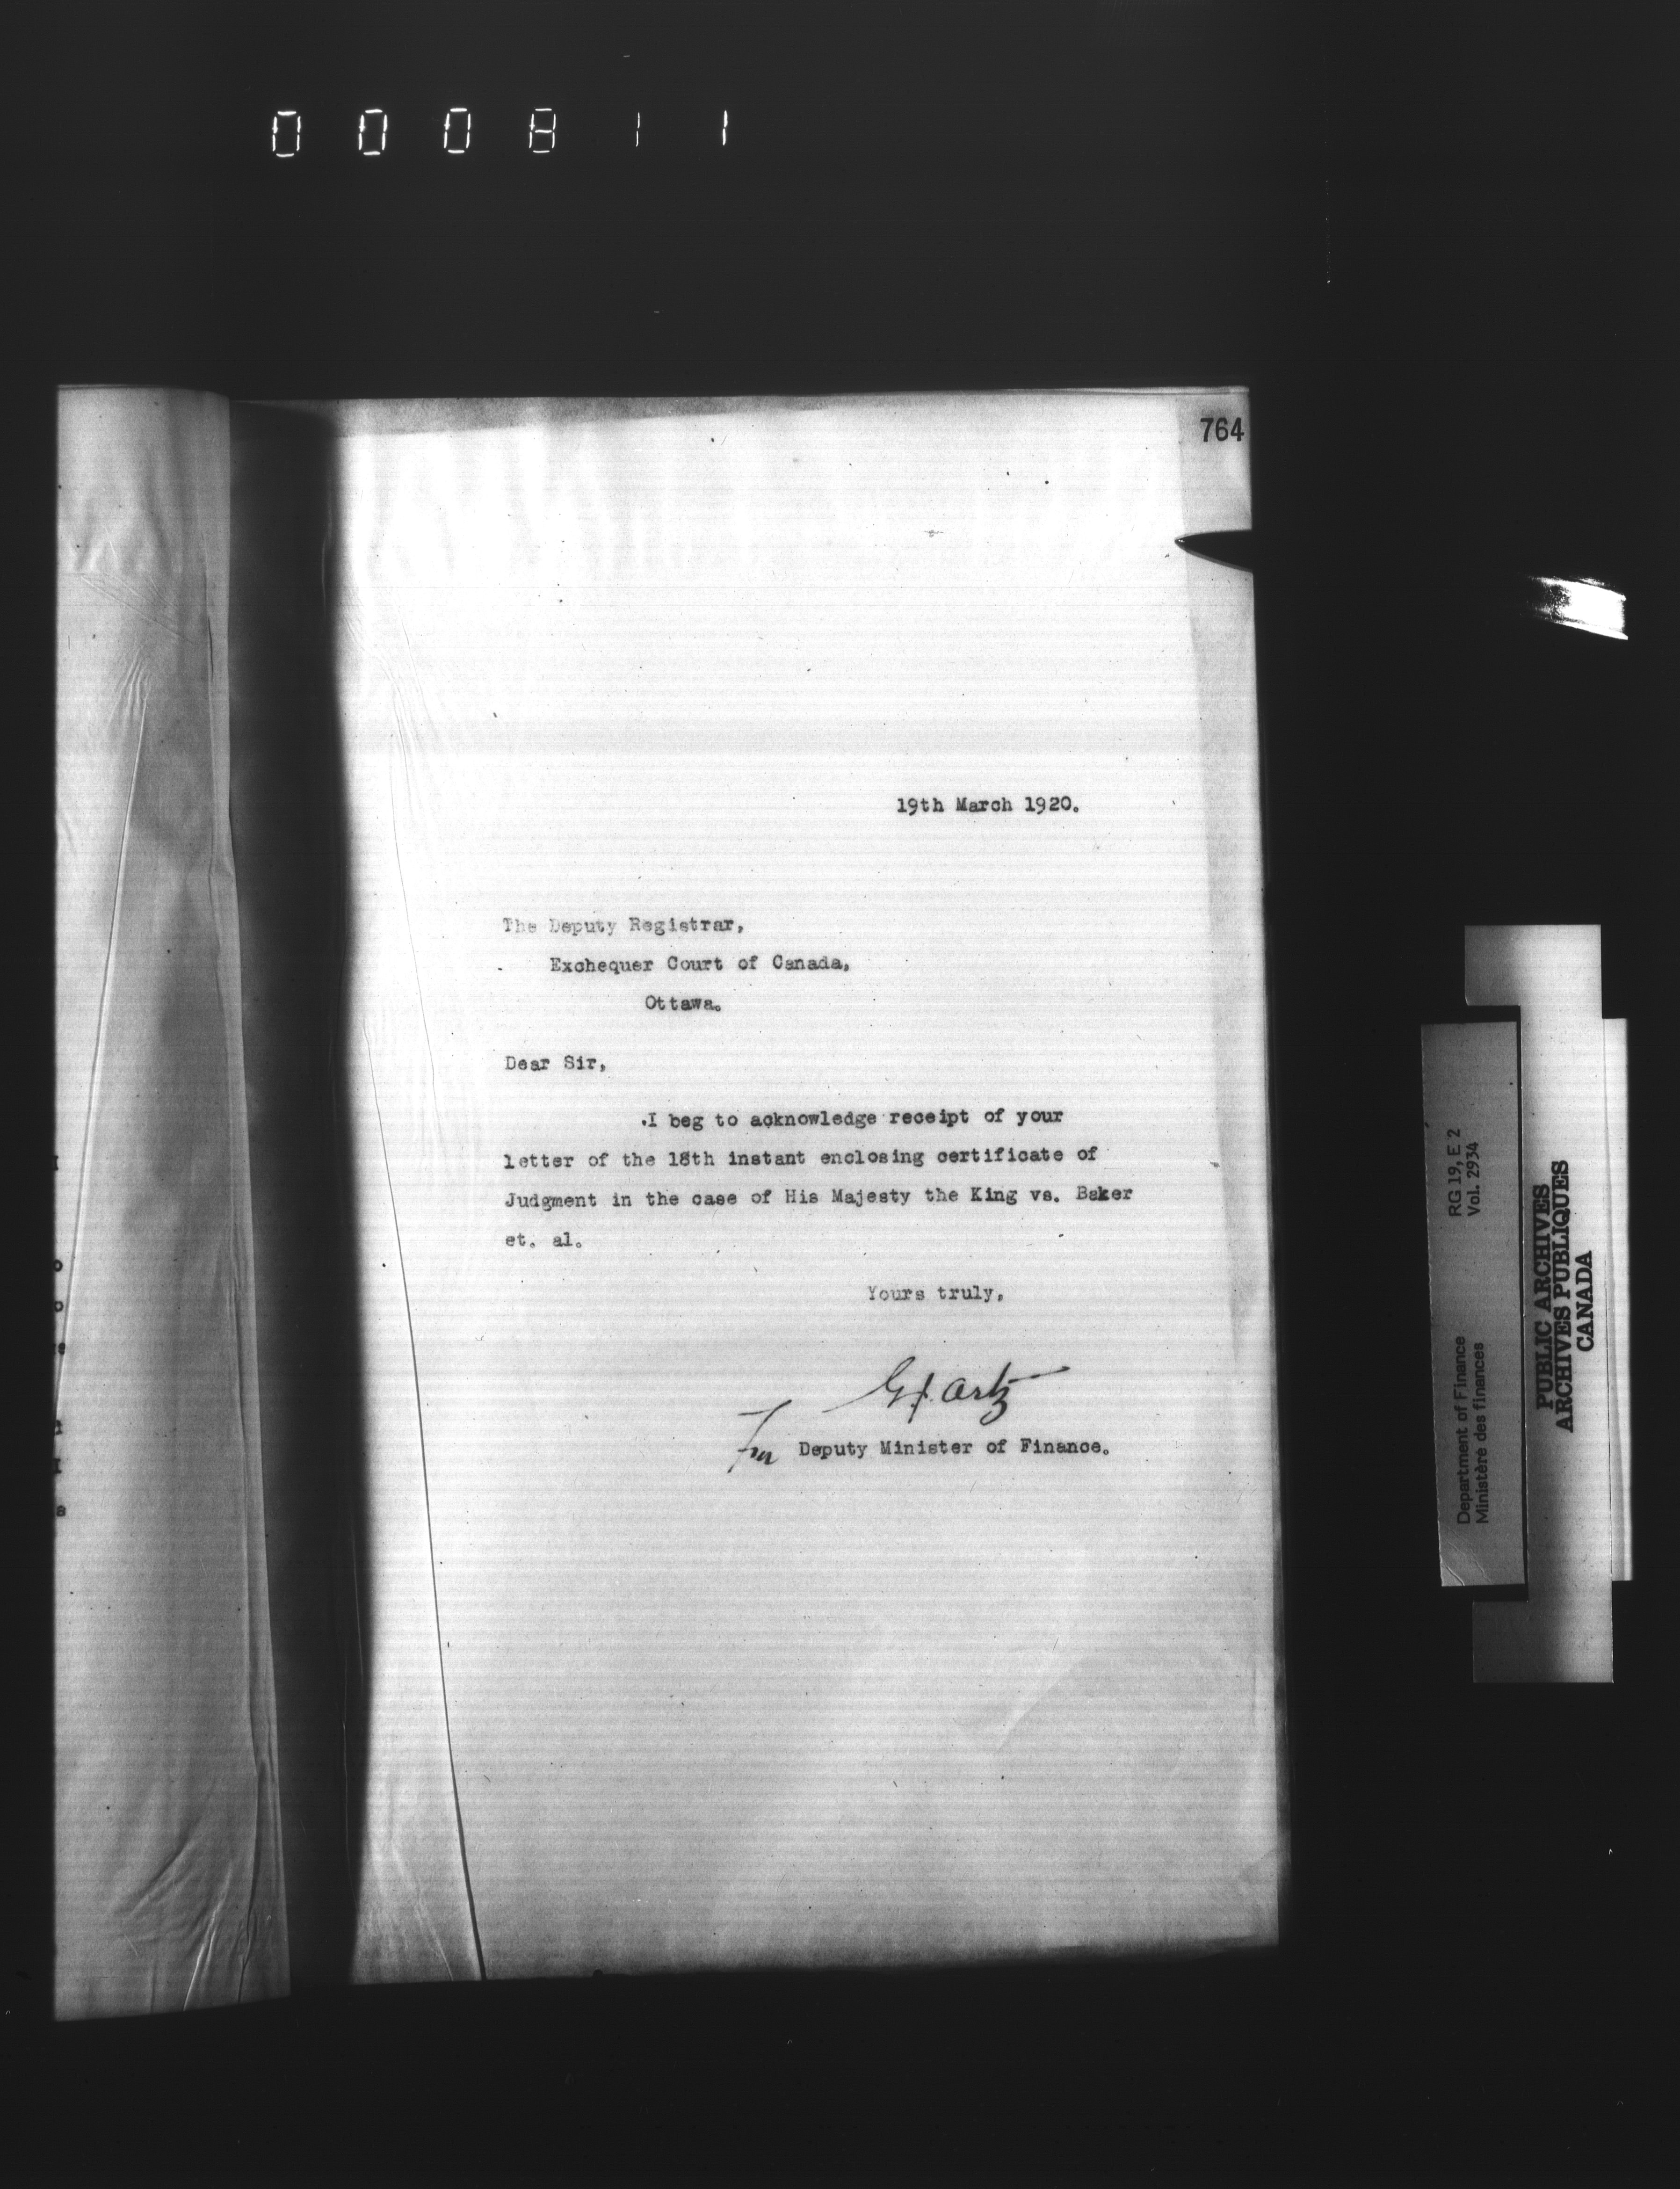 000811
764
19th March 1920.
The Deputy Registrar,
Exchequer Court of Canada,
Ottawa.
Dear Sir,
I beg to acknowledge receipt of your
letter of the 18th instant enclosing certificate of
Judgment in the case of His Majesty the King vs. Baker
et. al.
Yours truly,
For Deputy Minister of Finance.
Department of Finance RG 19, E 2
Ministère des finances Vol. 2934
PUBLIC ARCHIVES
ARCHIVES PUBLIQUES
CANADA